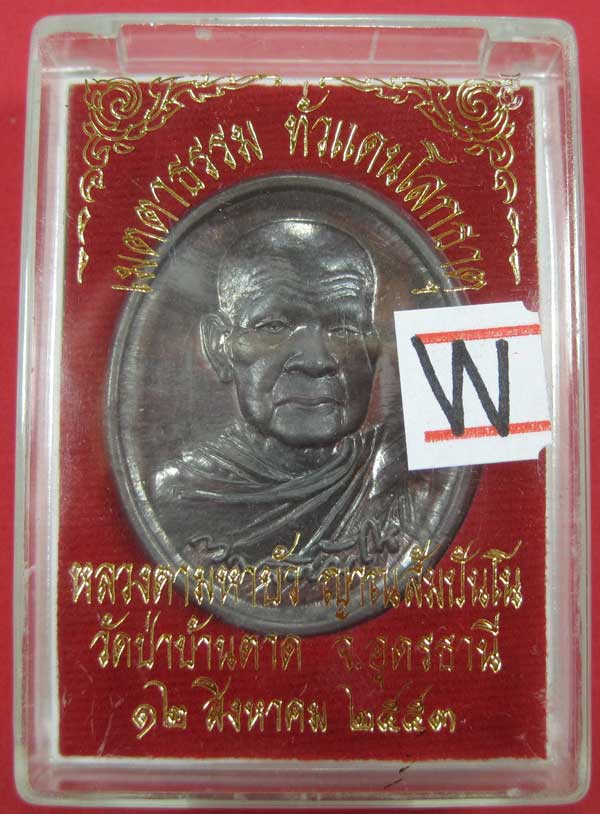 เมตตาธรรม ทั่วแดนโลกธาตุ
W
หลวงตามหาบัว ญาณสัมปันโน
วัดป่าบ้านตาด จ.อุดรธานี
๑๒ สิงหาคม ๒๕๕๓